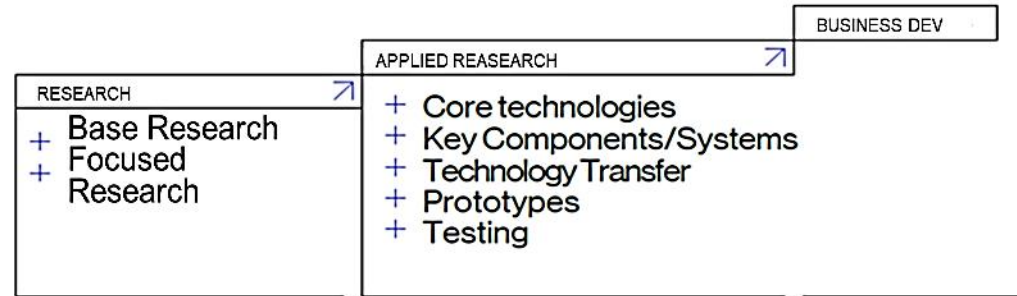 BUSINESS DEV
APPLIED REASEARCH
RESEARCH
+ Base Research
+ Focused
Research
+ Core technologies
+ Key Components/Systems
+ Technology Transfer
+ Prototypes
+ Testing